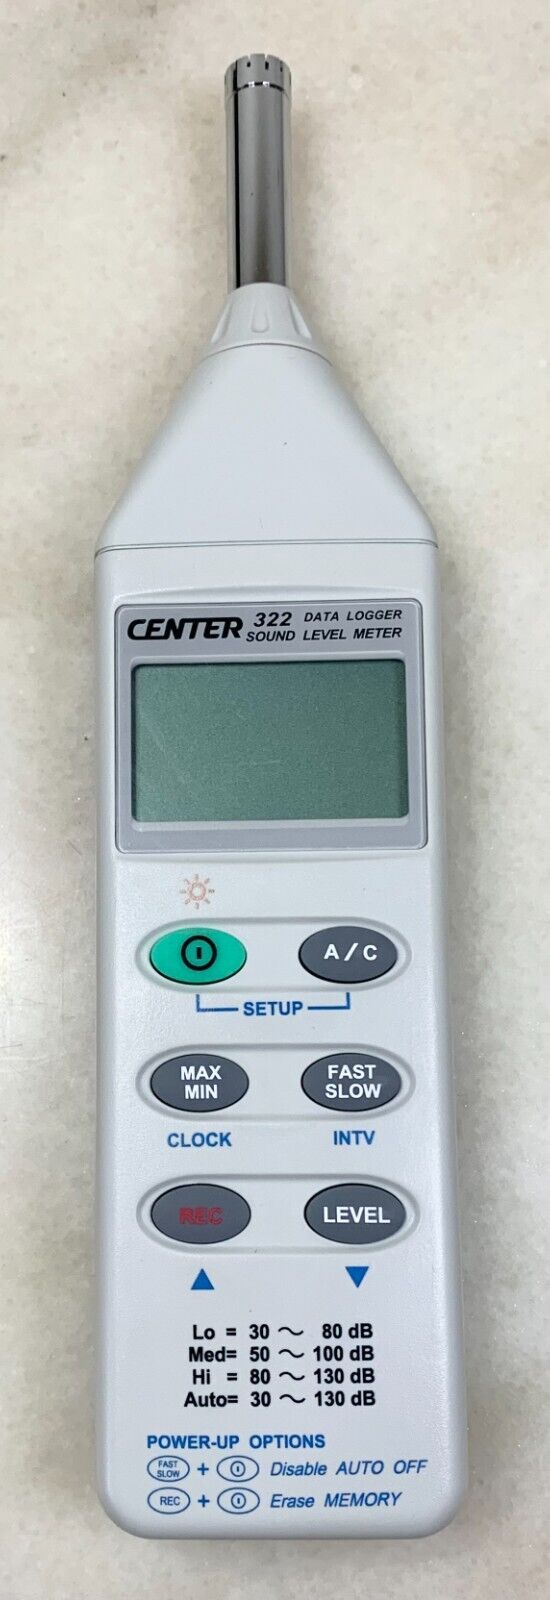 CENTER 322 DATA LOGGER
SOUND LEVEL METER
A/C
SETUP
MAX FAST
MIN SLOW
CLOCK INTV
REC LEVEL
▲ ▼
Lo = 30 ~ 80 dB
Med= 50 ~ 100 dB
Hi = 80 ~ 130 dB
Auto= 30 ~ 130 dB
POWER-UP OPTIONS
FAST SLOW + Disable AUTO OFF
REC + Erase MEMORY